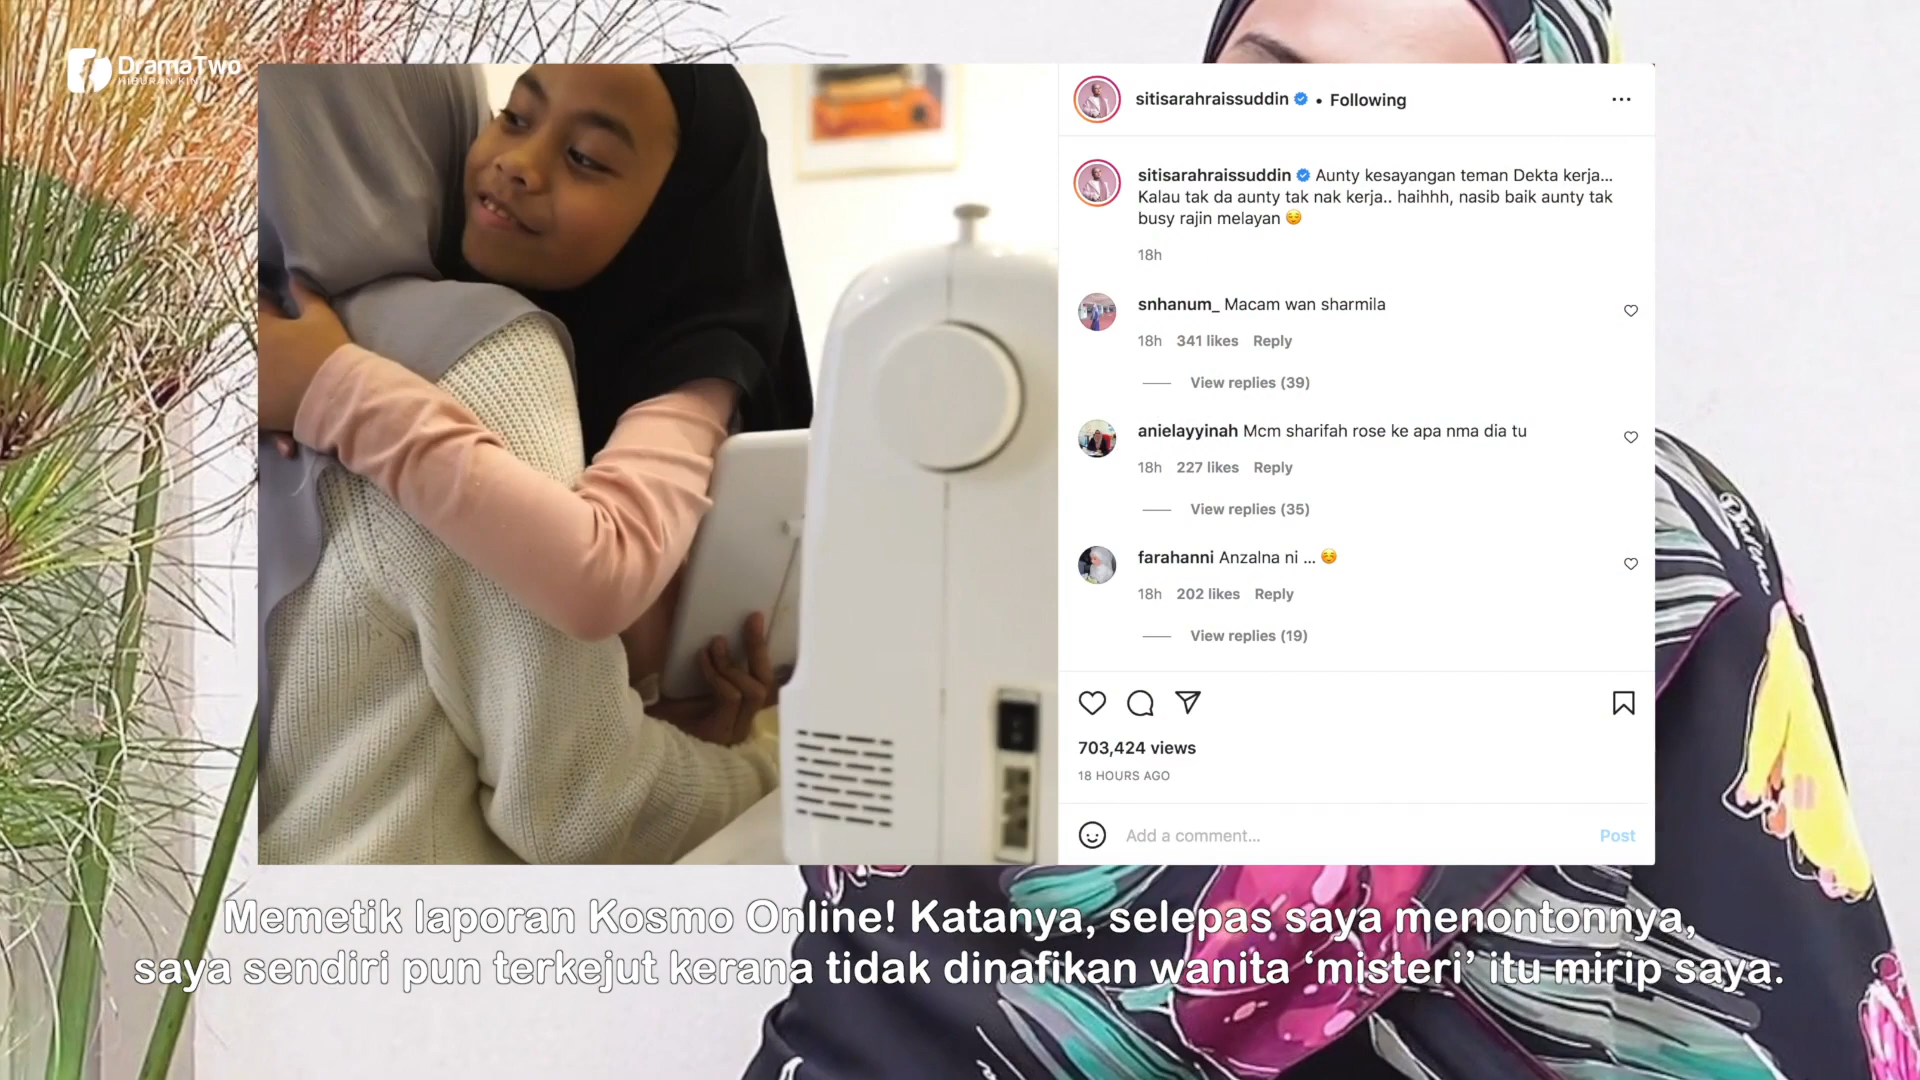 DramaTwo
HIBURAN KINI
sitisarahraissuddin • Following
sitisarahraissuddin Aunty kesayangan teman Dekta kerja...
Kalau tak da aunty tak nak kerja.. haihhh, nasib baik aunty tak
busy rajin melayan 😌
18h
snhanum_ Macam wan sharmila
18h 341 likes Reply
View replies (39)
anielayyinah Mcm sharifah rose ke apa nma dia tu
18h 227 likes Reply
View replies (35)
farahanni Anzalna ni ... ☺️
18h 202 likes Reply
View replies (19)
703,424 views
18 HOURS AGO
Add a comment... Post
Memetik laporan Kosmo Online! Katanya, selepas saya menontonnya,
saya sendiri pun terkejut kerana tidak dinafikan wanita ‘misteri’ itu mirip saya.